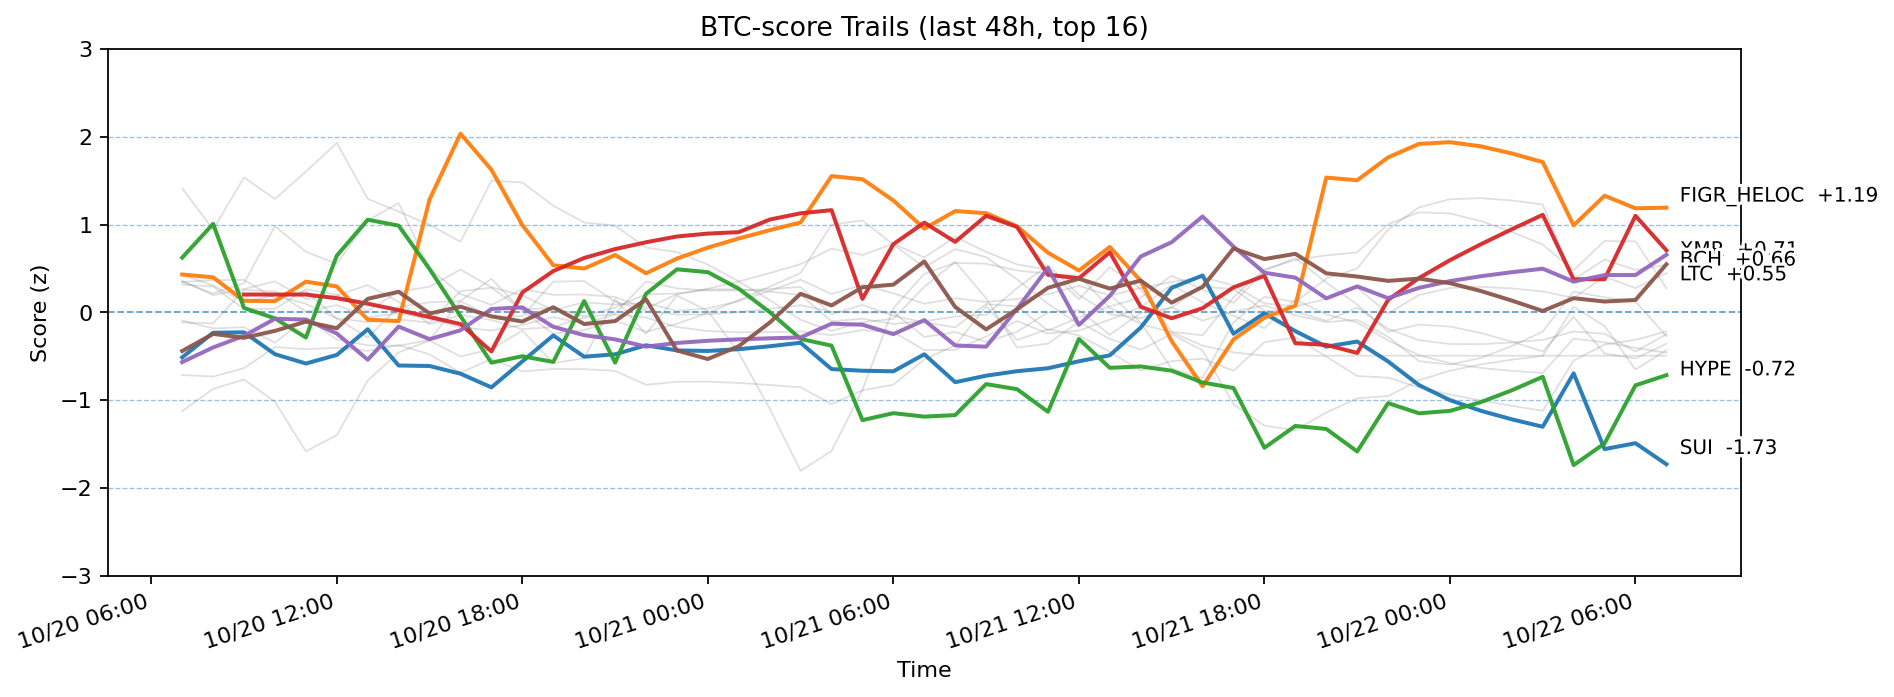 BTC-score Trails (last 48h, top 16)
Score (z)
3
2
1
0
−1
−2
−3
FIGR_HELOC +1.19
+0.71
BCH +0.66
LTC +0.55
HYPE -0.72
SUI -1.73
10/20 06:00
10/20 12:00
10/20 18:00
10/21 00:00
10/21 06:00
10/21 12:00
10/21 18:00
10/22 00:00
10/22 06:00
Time